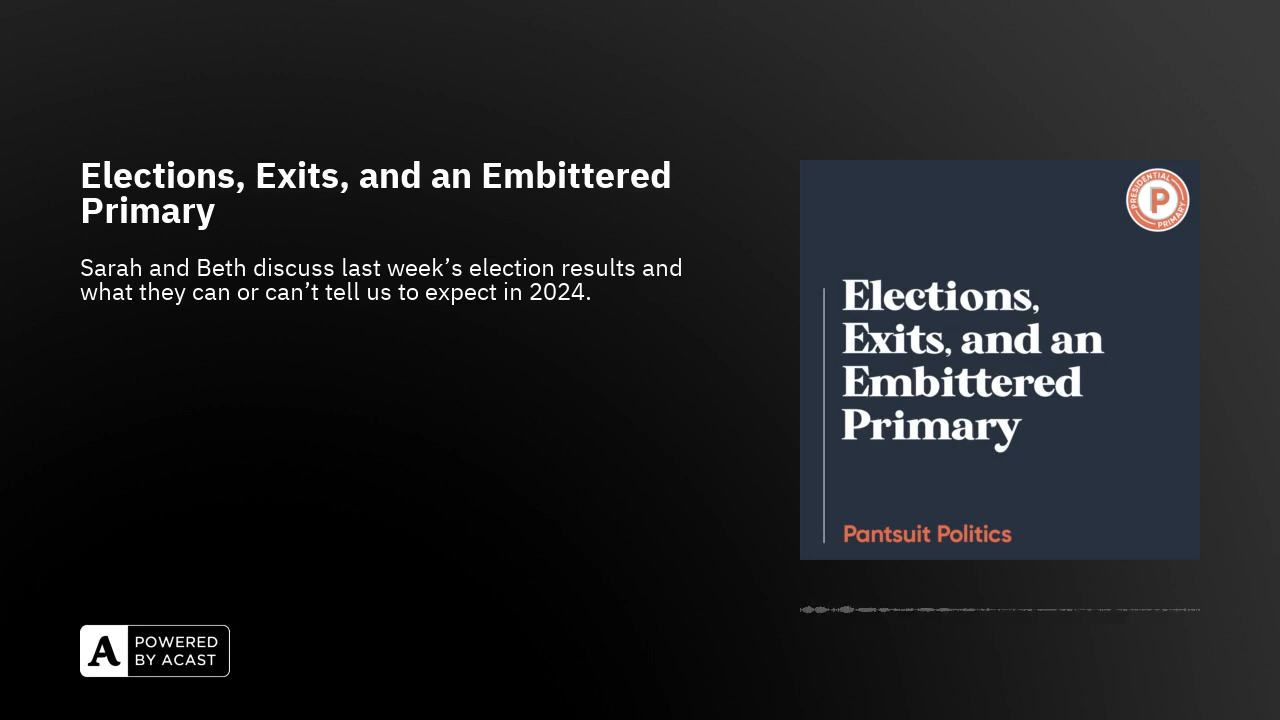 Elections, Exits, and an Embittered
Primary
Sarah and Beth discuss last week’s election results and
what they can or can’t tell us to expect in 2024.
PRESIDENTIAL
P
PRIMARY
Elections,
Exits, and an
Embittered
Primary
Pantsuit Politics
A
POWERED
BY ACAST